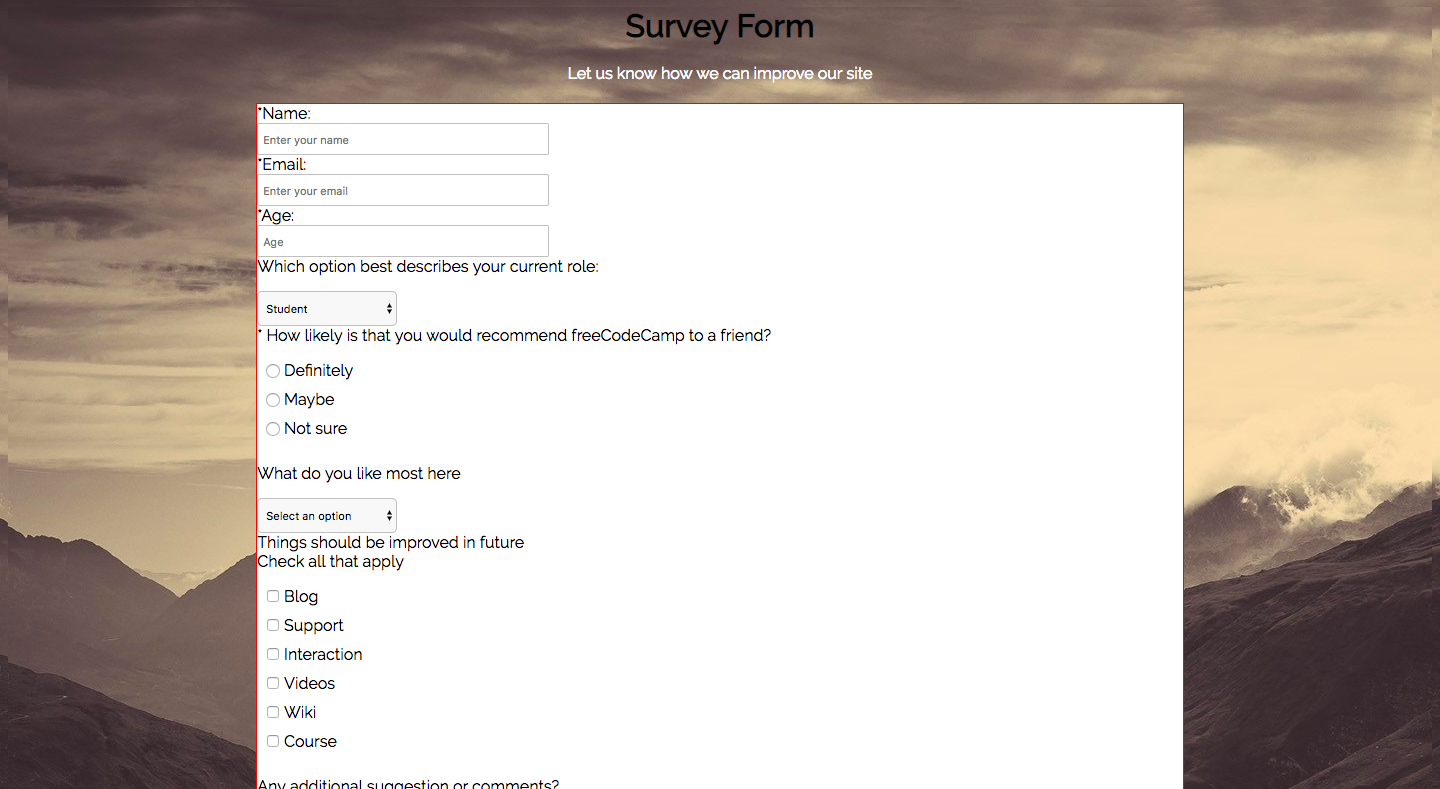 Survey Form
Let us know how we can improve our site
*Name:
Enter your name
*Email:
Enter your email
*Age:
Age
Which option best describes your current role:
Student
* How likely is that you would recommend freeCodeCamp to a friend?
Definitely
Maybe
Not sure
What do you like most here
Select an option
Things should be improved in future
Check all that apply
Blog
Support
Interaction
Videos
Wiki
Course
Any additional suggestion or comments?